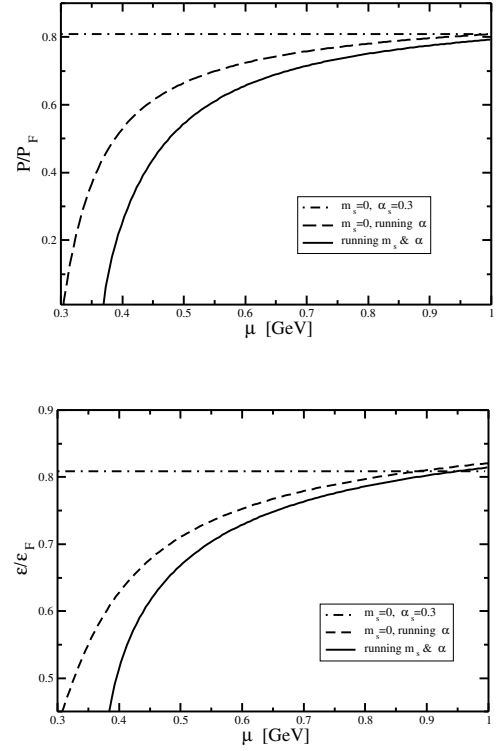 0.8
0.6
0.4
0.2
P/P_F
m_s=0, α_s=0.3
m_s=0, running α
running m_s & α
0.3 0.4 0.5 0.6 0.7 0.8 0.9 1
μ [GeV]
0.9
0.8
0.7
0.6
0.5
ε/ε_F
m_s=0, α_s=0.3
m_s=0, running α
running m_s & α
0.3 0.4 0.5 0.6 0.7 0.8 0.9 1
μ [GeV]